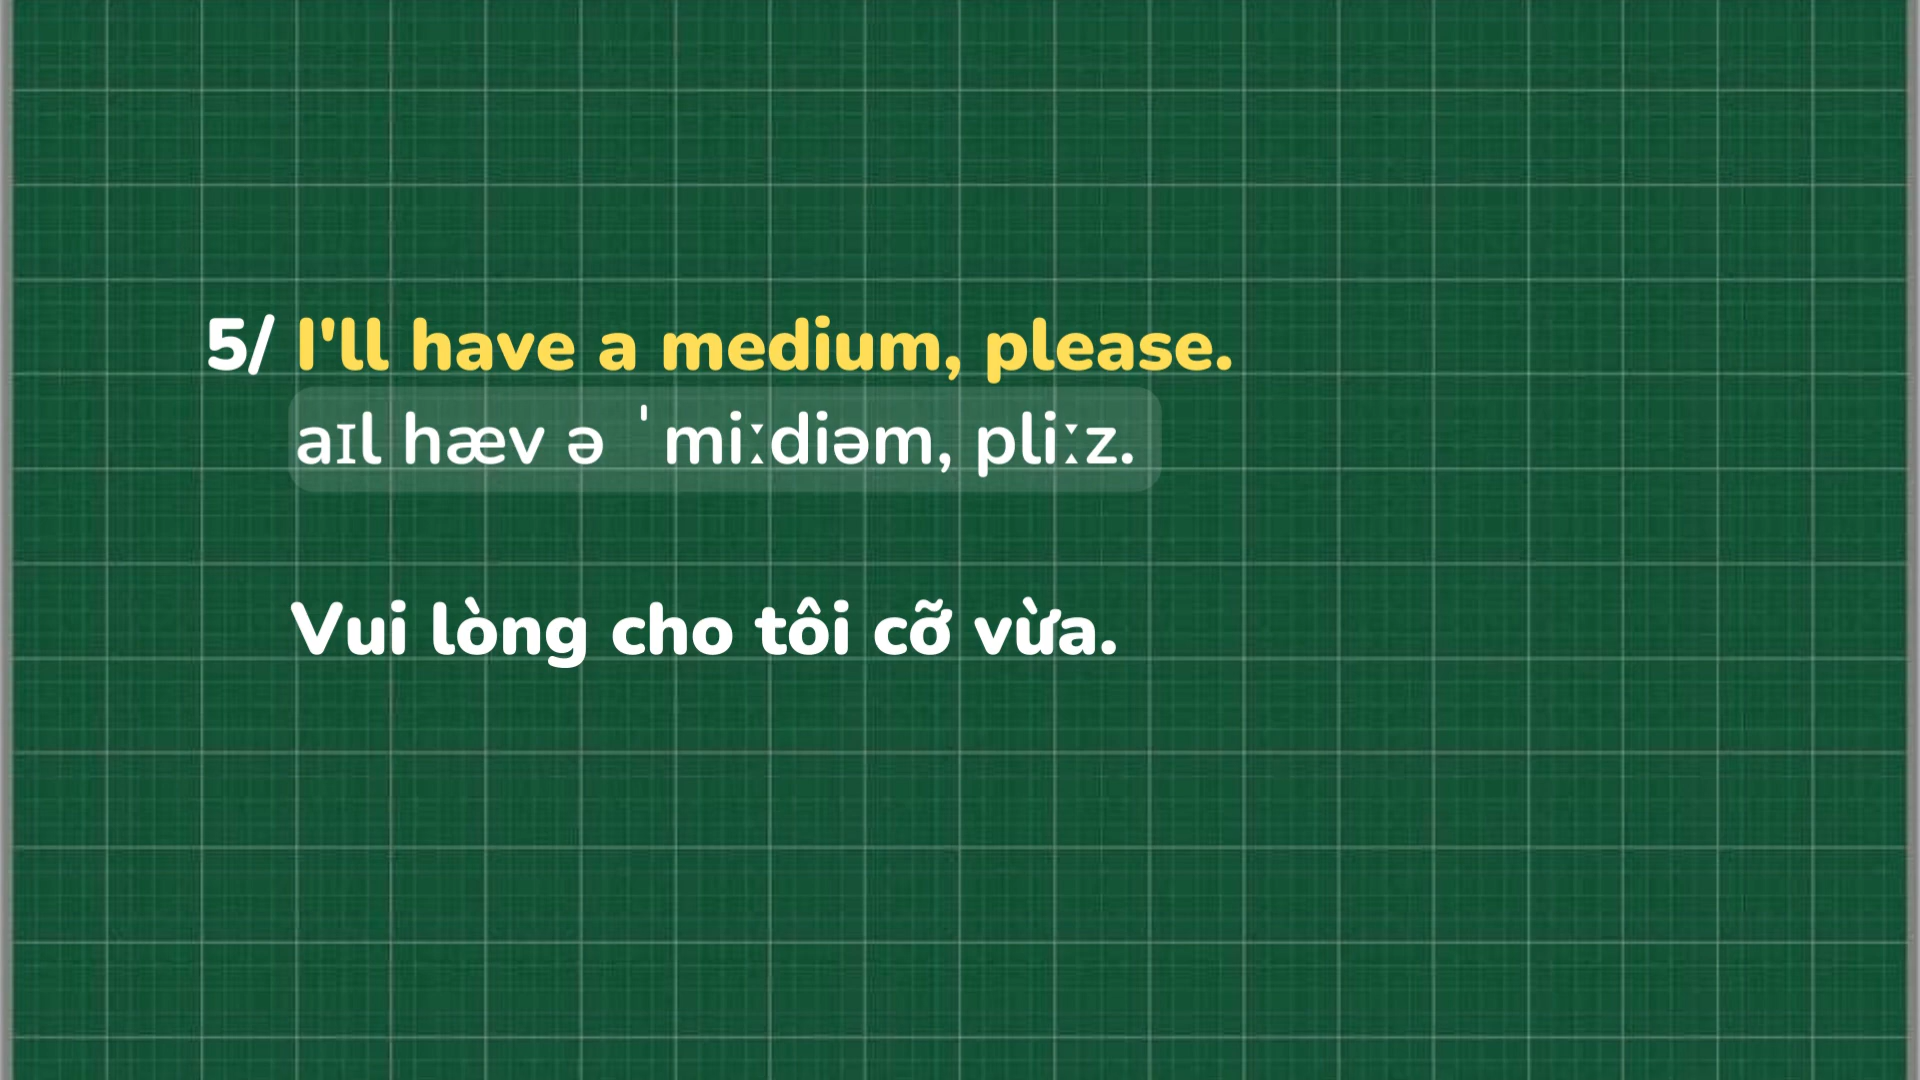 5/ I'll have a medium, please.
aɪl hæv ə ˈmiːdiəm, pliːz.
Vui lòng cho tôi cỡ vừa.